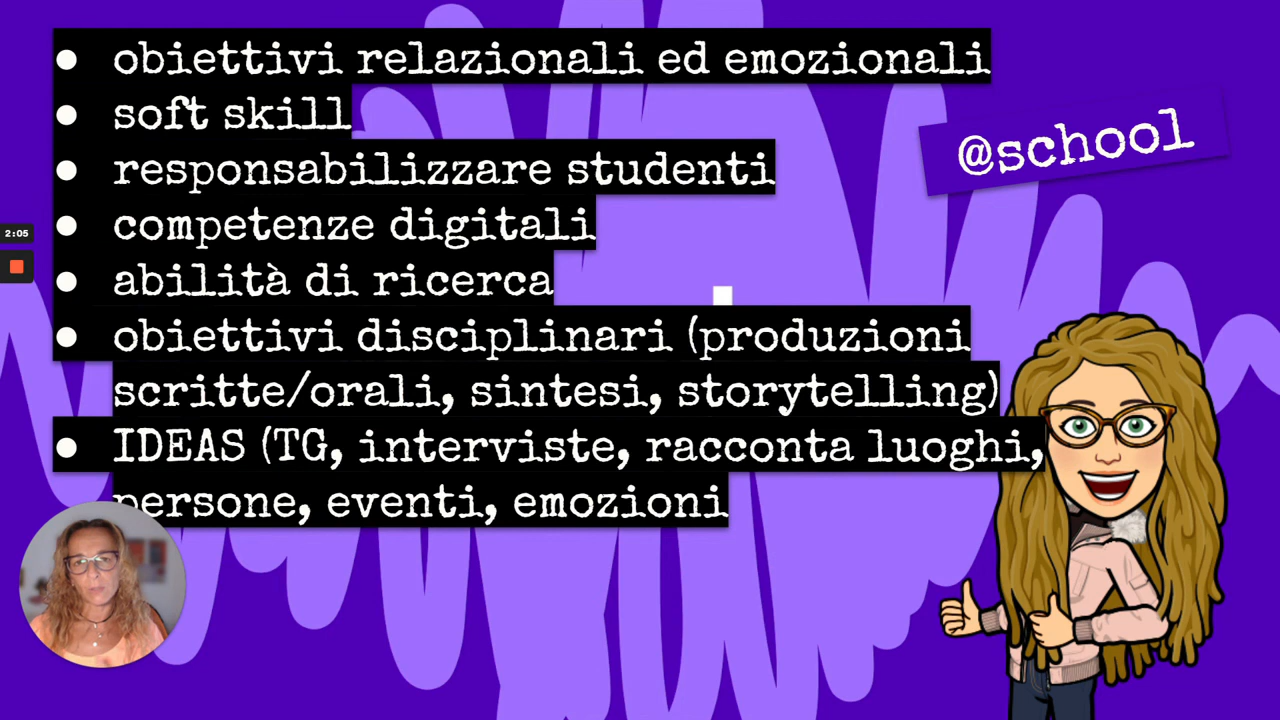 ● obiettivi relazionali ed emozionali
● soft skill
@school
● responsabilizzare studenti
● competenze digitali
2:05
● abilità di ricerca
● obiettivi disciplinari (produzioni
scritte/orali, sintesi, storytelling)
● IDEAS (TG, interviste, racconta luoghi,
persone, eventi, emozioni